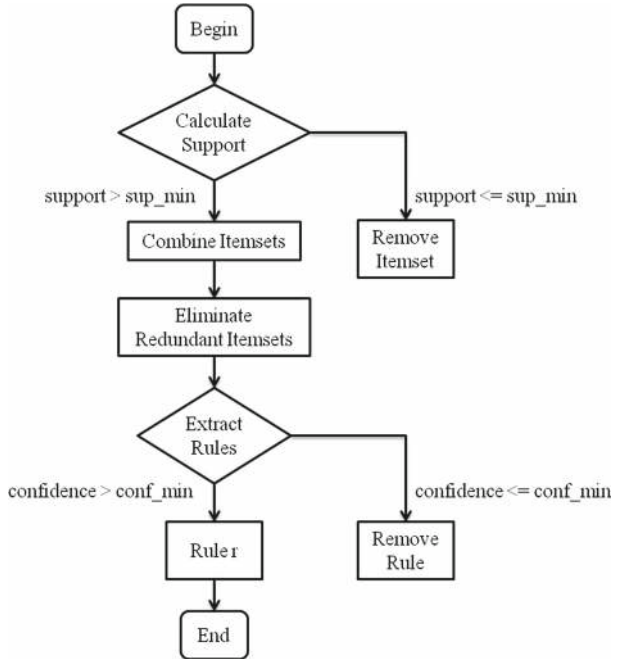 Begin
Calculate
Support
support > sup_min
support <= sup_min
Combine Itemsets
Remove
Itemset
Eliminate
Redundant Itemsets
Extract
Rules
confidence > conf_min
confidence <= conf_min
Rule r
Remove
Rule
End